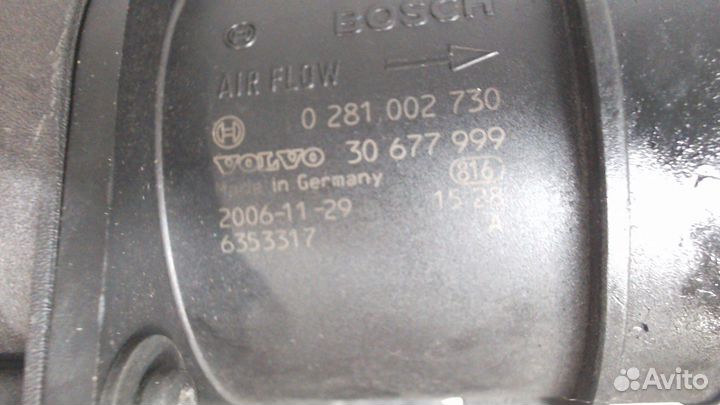 BOSCH
AIR FLOW
0 281 002 730
VOLVO 30 677 999
Made in Germany 816
2006-11-29 15 28
6353317 A
Avito